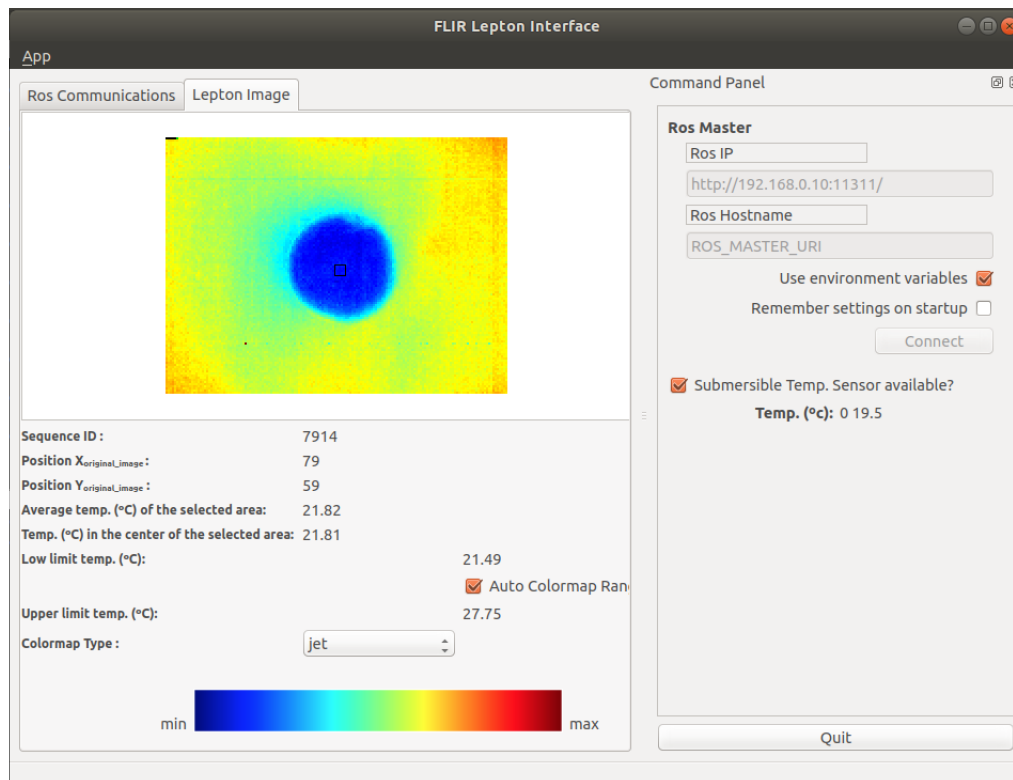 FLIR Lepton Interface
App
Ros Communications
Lepton Image
Sequence ID : 7914
Position Xoriginal_image : 79
Position Yoriginal_image : 59
Average temp. (ºC) of the selected area: 21.82
Temp. (ºC) in the center of the selected area: 21.81
Low limit temp. (ºC): 21.49
Auto Colormap Ran
Upper limit temp. (ºC): 27.75
Colormap Type : jet
min max
Command Panel
Ros Master
Ros IP
http://192.168.0.10:11311/
Ros Hostname
ROS_MASTER_URI
Use environment variables
Remember settings on startup
Connect
Submersible Temp. Sensor available?
Temp. (ºc): 0 19.5
Quit